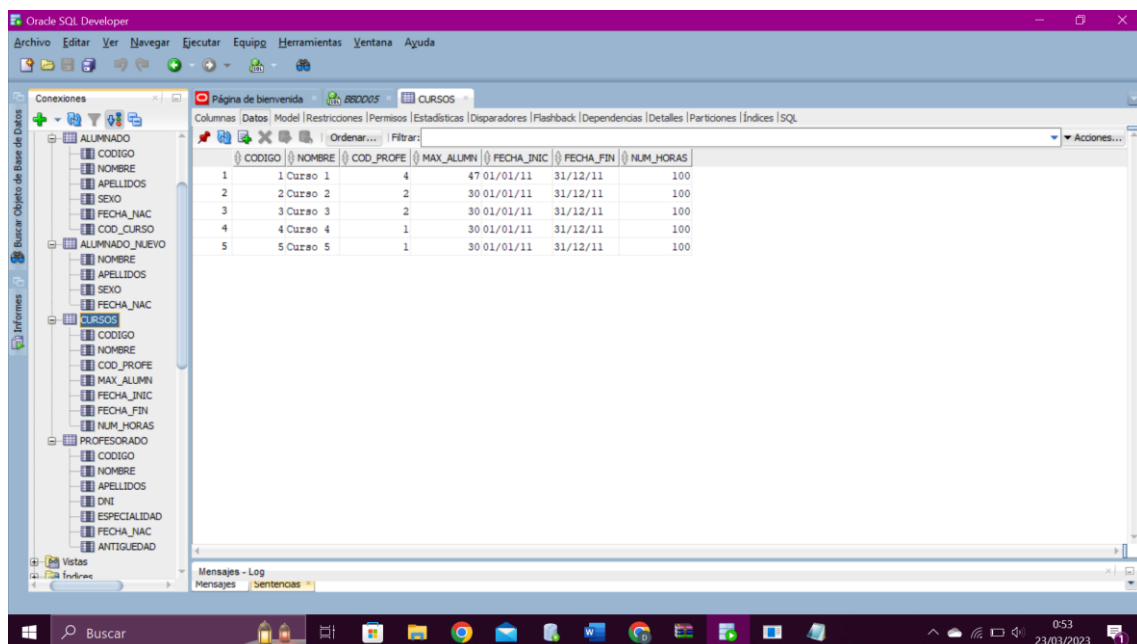 Oracle SQL Developer
Archivo Editar Ver Navegar Ejecutar Equipo Herramientas Ventana Ayuda
Buscar Objeto de Base de Datos
Informes
Conexiones
ALUMNADO
CODIGO
NOMBRE
APELLIDOS
SEXO
FECHA_NAC
COD_CURSO
ALUMNADO_NUEVO
NOMBRE
APELLIDOS
SEXO
FECHA_NAC
CURSOS
CODIGO
NOMBRE
COD_PROFE
MAX_ALUMN
FECHA_INIC
FECHA_FIN
NUM_HORAS
PROFESORADO
CODIGO
NOMBRE
APELLIDOS
DNI
ESPECIALIDAD
FECHA_NAC
ANTIGUEDAD
Vistas
Índices
Página de bienvenida BBDD05 CURSOS
Columnas Datos Model Restricciones Permisos Estadísticas Disparadores Flashback Dependencias Detalles Particiones Índices SQL
Ordenar... Filtrar: Acciones...
CODIGO NOMBRE COD_PROFE MAX_ALUMN FECHA_INIC FECHA_FIN NUM_HORAS
1 1 Curso 1 4 47 01/01/11 31/12/11 100
2 2 Curso 2 2 30 01/01/11 31/12/11 100
3 3 Curso 3 2 30 01/01/11 31/12/11 100
4 4 Curso 4 1 30 01/01/11 31/12/11 100
5 5 Curso 5 1 30 01/01/11 31/12/11 100
Mensajes - Log
Mensajes Sentencias
Buscar
0:53
23/03/2023